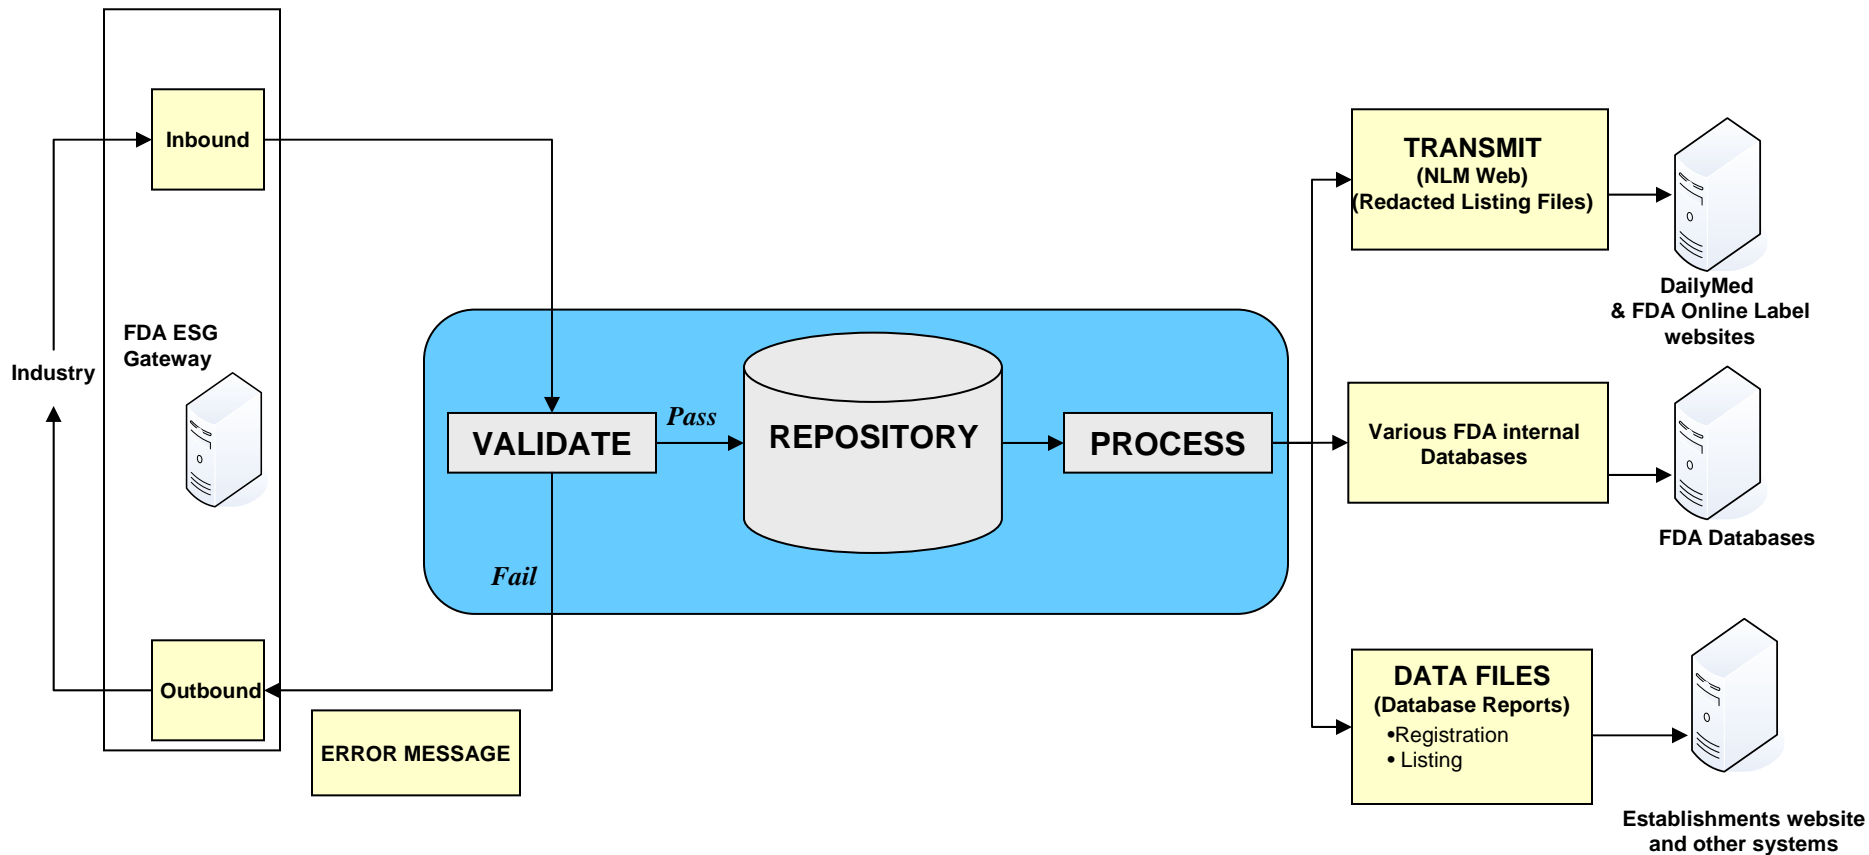 Industry
FDA ESG
Gateway
Inbound
Outbound
ERROR MESSAGE
VALIDATE
Pass
Fail
REPOSITORY
PROCESS
TRANSMIT
(NLM Web)
(Redacted Listing Files)
DailyMed
& FDA Online Label
websites
Various FDA internal
Databases
FDA Databases
DATA FILES
(Database Reports)
•Registration
• Listing
Establishments website
and other systems